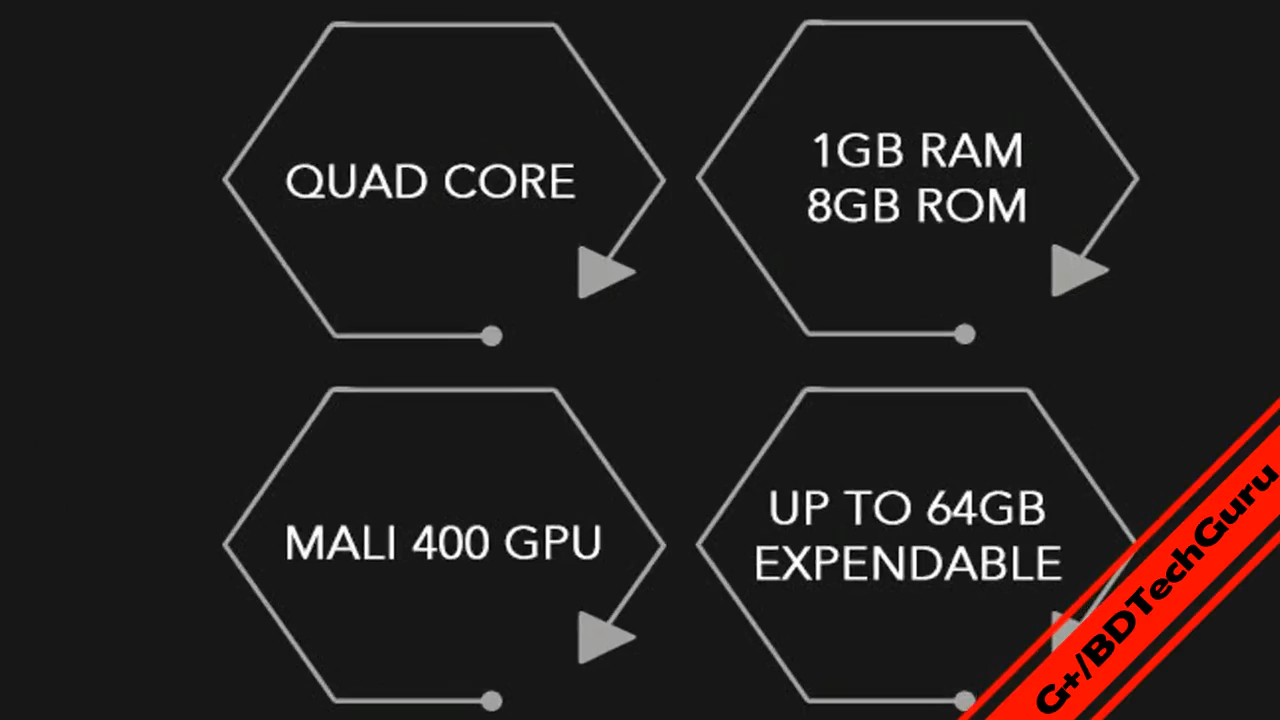 QUAD CORE
1GB RAM
8GB ROM
MALI 400 GPU
UP TO 64GB
EXPENDABLE
G+/BDTechGuru